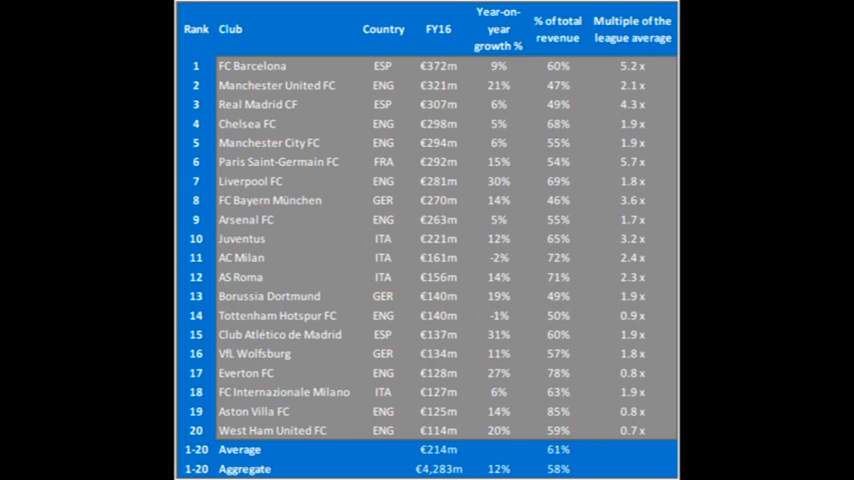 Rank Club Country FY16 Year-on-year growth % % of total revenue Multiple of the league average
1 FC Barcelona ESP €372m 9% 60% 5.2 x
2 Manchester United FC ENG €321m 21% 47% 2.1 x
3 Real Madrid CF ESP €307m 6% 49% 4.3 x
4 Chelsea FC ENG €298m 5% 68% 1.9 x
5 Manchester City FC ENG €294m 6% 55% 1.9 x
6 Paris Saint-Germain FC FRA €292m 15% 54% 5.7 x
7 Liverpool FC ENG €281m 30% 69% 1.8 x
8 FC Bayern München GER €270m 14% 46% 3.6 x
9 Arsenal FC ENG €263m 5% 55% 1.7 x
10 Juventus ITA €221m 12% 65% 3.2 x
11 AC Milan ITA €161m -2% 72% 2.4 x
12 AS Roma ITA €156m 14% 71% 2.3 x
13 Borussia Dortmund GER €140m 19% 49% 1.9 x
14 Tottenham Hotspur FC ENG €140m -1% 50% 0.9 x
15 Club Atlético de Madrid ESP €137m 31% 60% 1.9 x
16 VfL Wolfsburg GER €134m 11% 57% 1.8 x
17 Everton FC ENG €128m 27% 78% 0.8 x
18 FC Internazionale Milano ITA €127m 6% 63% 1.9 x
19 Aston Villa FC ENG €125m 14% 85% 0.8 x
20 West Ham United FC ENG €114m 20% 59% 0.7 x
1-20 Average €214m 61%
1-20 Aggregate €4,283m 12% 58%